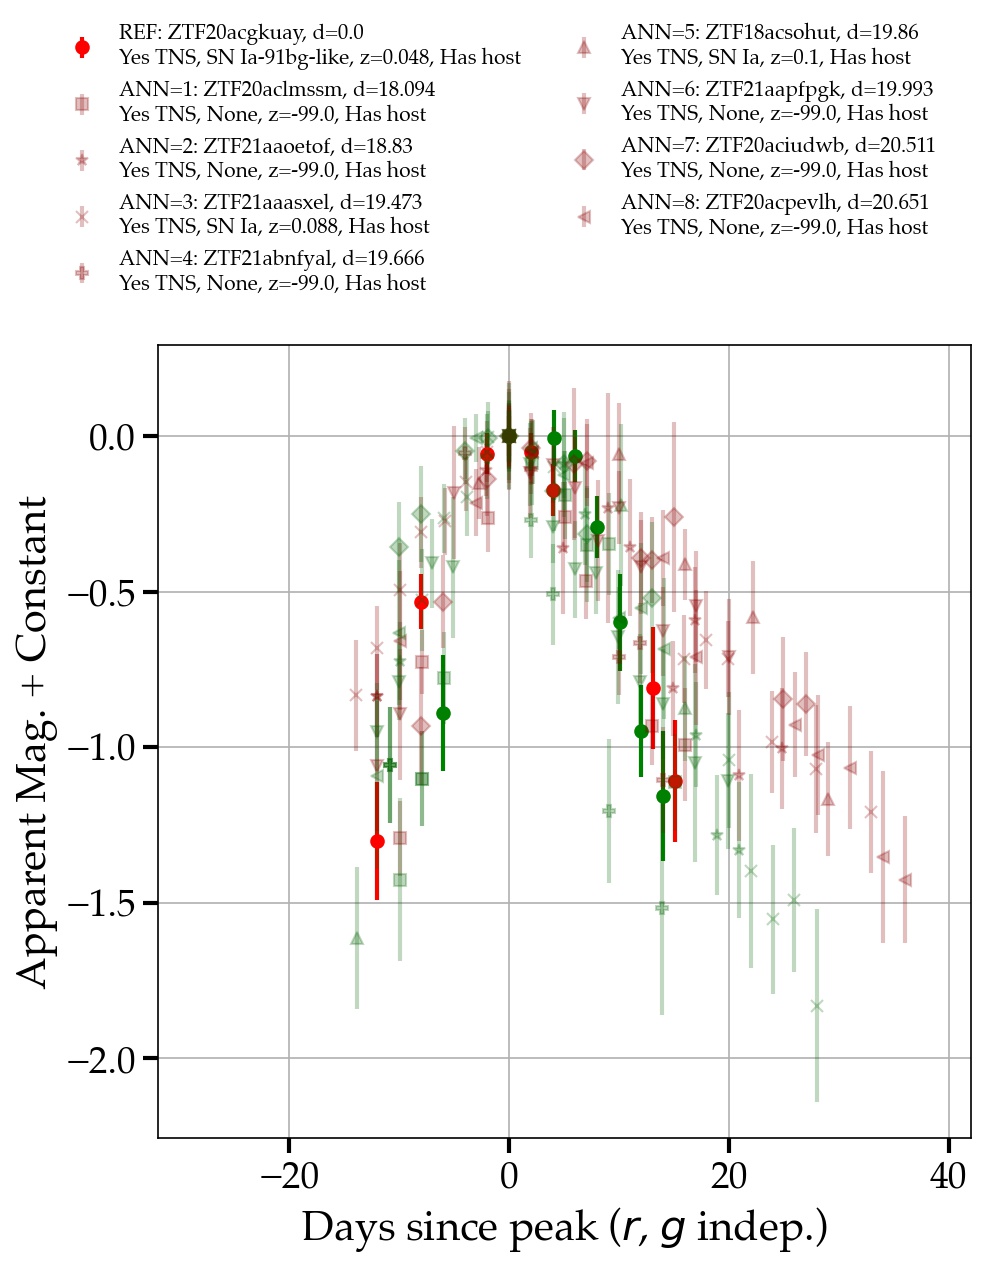 REF: ZTF20acgkuay, d=0.0
Yes TNS, SN Ia-91bg-like, z=0.048, Has host
ANN=1: ZTF20aclmssm, d=18.094
Yes TNS, None, z=-99.0, Has host
ANN=2: ZTF21aaoetof, d=18.83
Yes TNS, None, z=-99.0, Has host
ANN=3: ZTF21aaasxel, d=19.473
Yes TNS, SN Ia, z=0.088, Has host
ANN=4: ZTF21abnfyal, d=19.666
Yes TNS, None, z=-99.0, Has host
ANN=5: ZTF18acsohut, d=19.86
Yes TNS, SN Ia, z=0.1, Has host
ANN=6: ZTF21aapfpgk, d=19.993
Yes TNS, None, z=-99.0, Has host
ANN=7: ZTF20aciudwb, d=20.511
Yes TNS, None, z=-99.0, Has host
ANN=8: ZTF20acpevlh, d=20.651
Yes TNS, None, z=-99.0, Has host
Apparent Mag. + Constant
0.0
−0.5
−1.0
−1.5
−2.0
−20
0
20
40
Days since peak (r, g indep.)